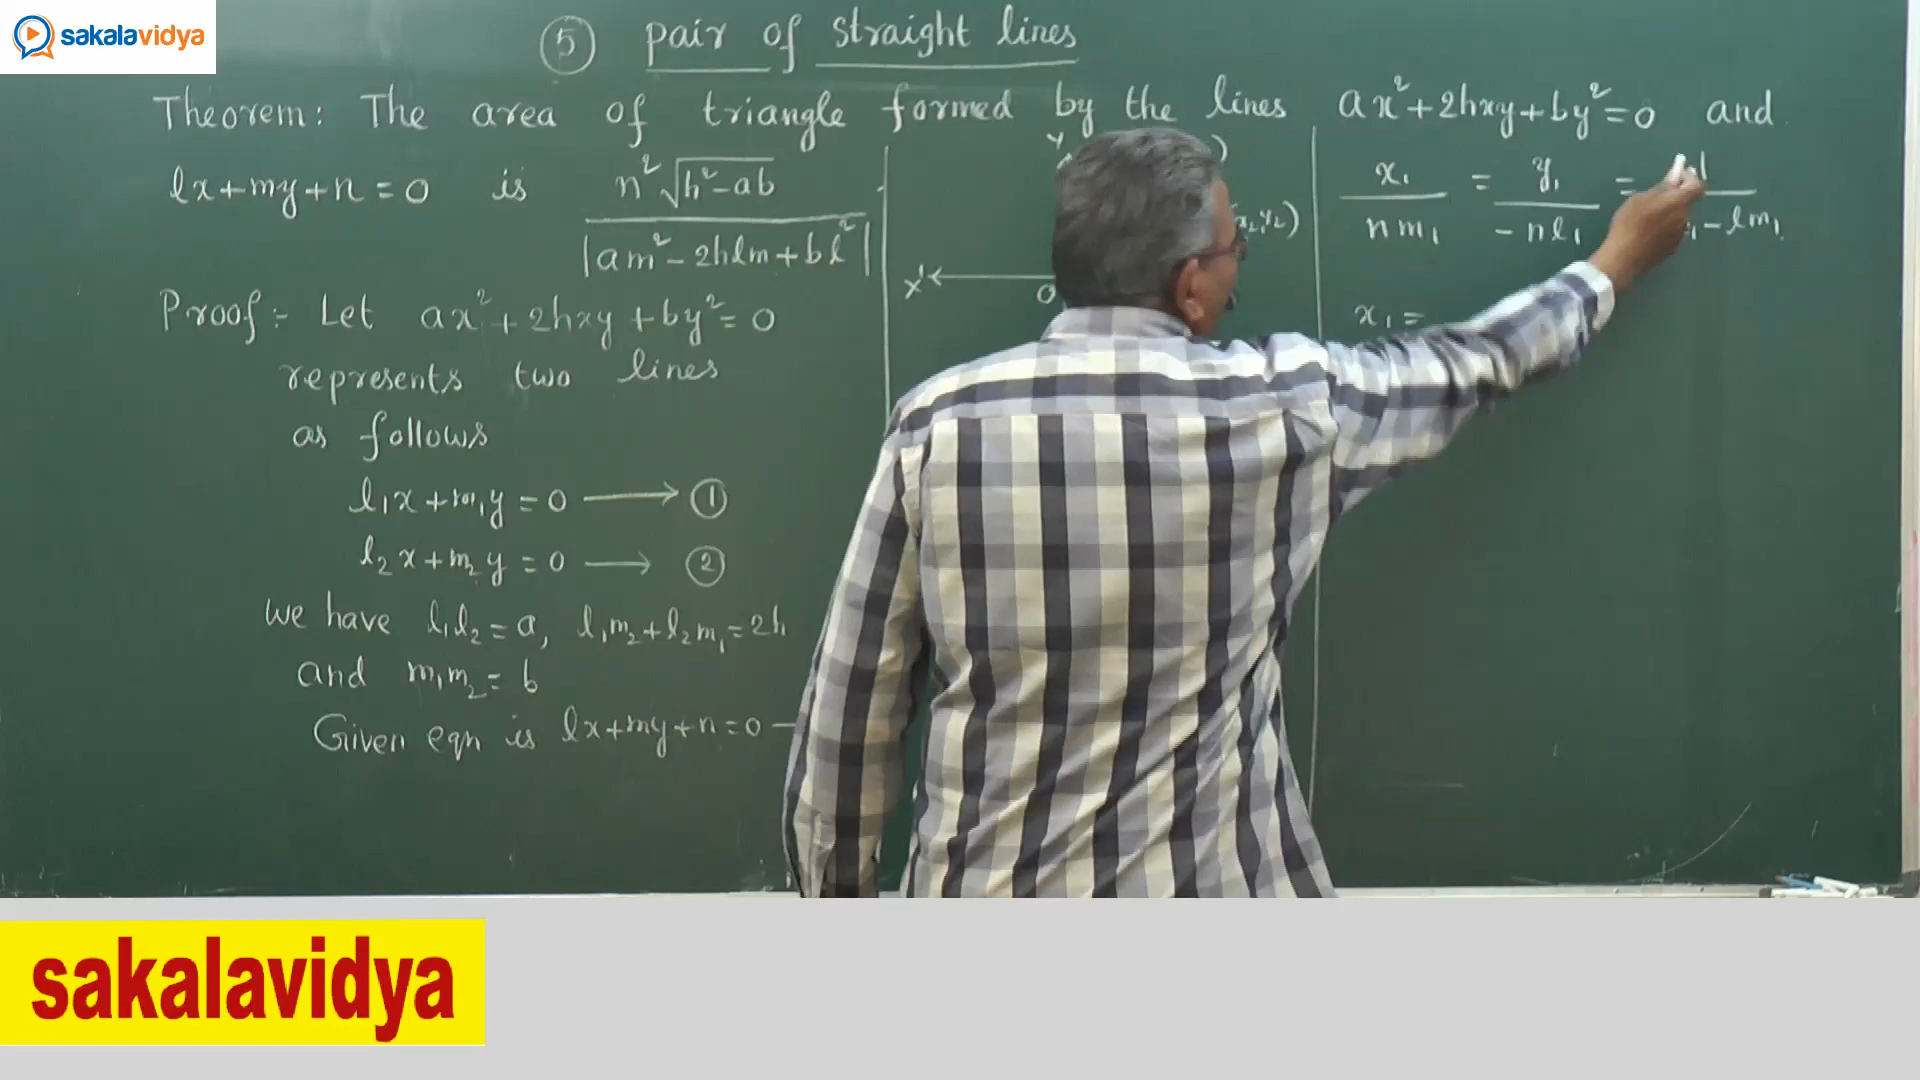 sakalavidya
⑤ pair of straight lines
Theorem: The area of triangle formed by the lines ax²+2hxy+by²=0 and
lx+my+n=0 is n²√h²-ab
|am²-2hlm+bl²|
Proof:- Let ax²+2hxy+by²=0
represents two lines
as follows
l₁x+m₁y=0 → ①
l₂x+m₂y=0 → ②
we have l₁l₂=a, l₁m₂+l₂m₁=2h
and m₁m₂=b
Given eqn is lx+my+n=0
Y
x₂,y₂)
X'
O
x₁ = y₁ =
nm₁ -nl₁ -lm₁
x₁=
sakalavidya